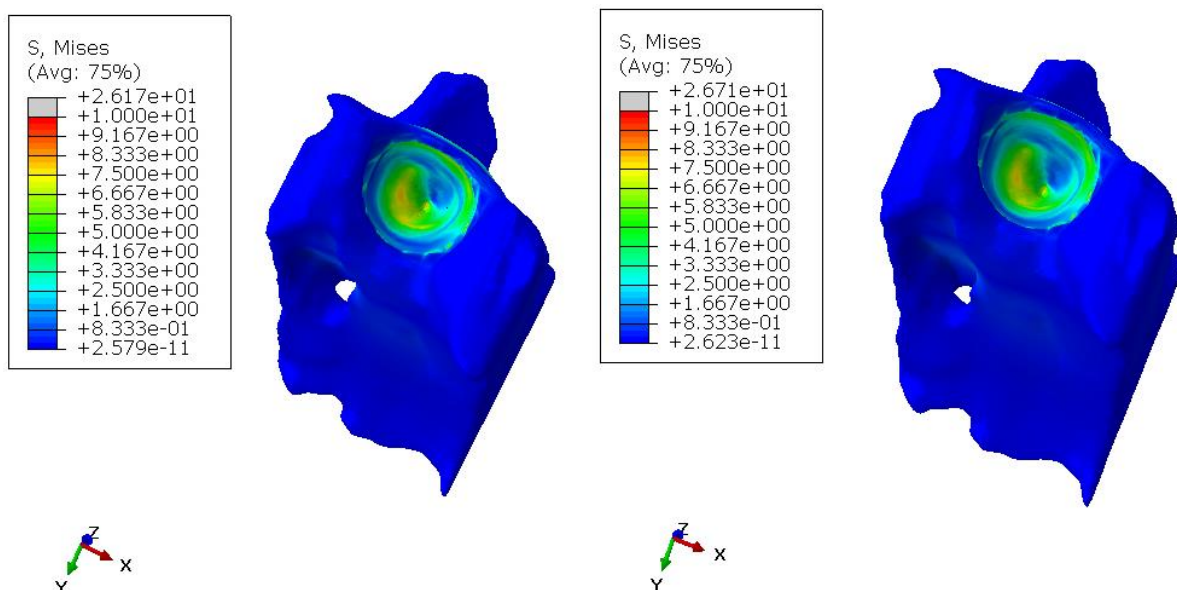 S, Mises
(Avg: 75%)
+2.617e+01
+1.000e+01
+9.167e+00
+8.333e+00
+7.500e+00
+6.667e+00
+5.833e+00
+5.000e+00
+4.167e+00
+3.333e+00
+2.500e+00
+1.667e+00
+8.333e-01
+2.579e-11
Z
X
Y
S, Mises
(Avg: 75%)
+2.671e+01
+1.000e+01
+9.167e+00
+8.333e+00
+7.500e+00
+6.667e+00
+5.833e+00
+5.000e+00
+4.167e+00
+3.333e+00
+2.500e+00
+1.667e+00
+8.333e-01
+2.623e-11
Z
X
Y